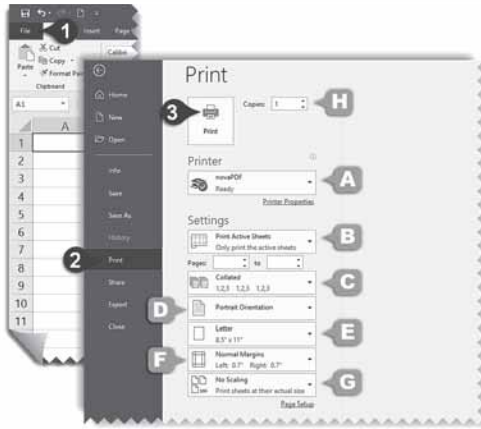 File
1
Insert
Page
Cut
Calibri
Copy
Paste
Format Pai
Clipboard
A1
A
1
2
3
4
5
6
7
8
9
10
11
Home
New
Open
Info
Save
Save As
History
2
Print
Share
Export
Close
Print
3
Print
Copies: 1
H
Printer
novaPDF
Ready
A
Printer Properties
Settings
Print Active Sheets
Only print the active sheets
B
Pages: to
Collated
1,2,3 1,2,3 1,2,3
C
D
Portrait Orientation
Letter
8.5" x 11"
E
F
Normal Margins
Left: 0.7" Right: 0.7"
No Scaling
Print sheets at their actual size
G
Page Setup